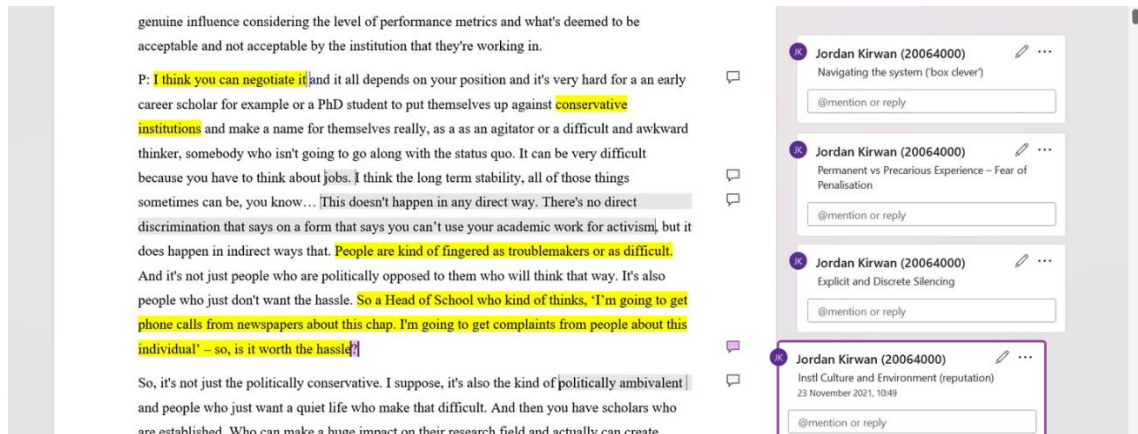 genuine influence considering the level of performance metrics and what's deemed to be
acceptable and not acceptable by the institution that they're working in.
P: I think you can negotiate it and it all depends on your position and it's very hard for a an early
career scholar for example or a PhD student to put themselves up against conservative
institutions and make a name for themselves really, as a as an agitator or a difficult and awkward
thinker, somebody who isn't going to go along with the status quo. It can be very difficult
because you have to think about jobs. I think the long term stability, all of those things
sometimes can be, you know… This doesn't happen in any direct way. There's no direct
discrimination that says on a form that says you can't use your academic work for activism, but it
does happen in indirect ways that. People are kind of fingered as troublemakers or as difficult.
And it's not just people who are politically opposed to them who will think that way. It's also
people who just don't want the hassle. So a Head of School who kind of thinks, 'I'm going to get
phone calls from newspapers about this chap. I'm going to get complaints from people about this
individual' – so, is it worth the hassle?
So, it's not just the politically conservative. I suppose, it's also the kind of politically ambivalent
and people who just want a quiet life who make that difficult. And then you have scholars who
are established. Who can make a huge impact on their research field and actually can create
JK Jordan Kirwan (20064000)
Navigating the system ('box clever')
@mention or reply
JK Jordan Kirwan (20064000)
Permanent vs Precarious Experience – Fear of
Penalisation
@mention or reply
JK Jordan Kirwan (20064000)
Explicit and Discrete Silencing
@mention or reply
JK Jordan Kirwan (20064000)
Instl Culture and Environment (reputation)
23 November 2021, 10:49
@mention or reply